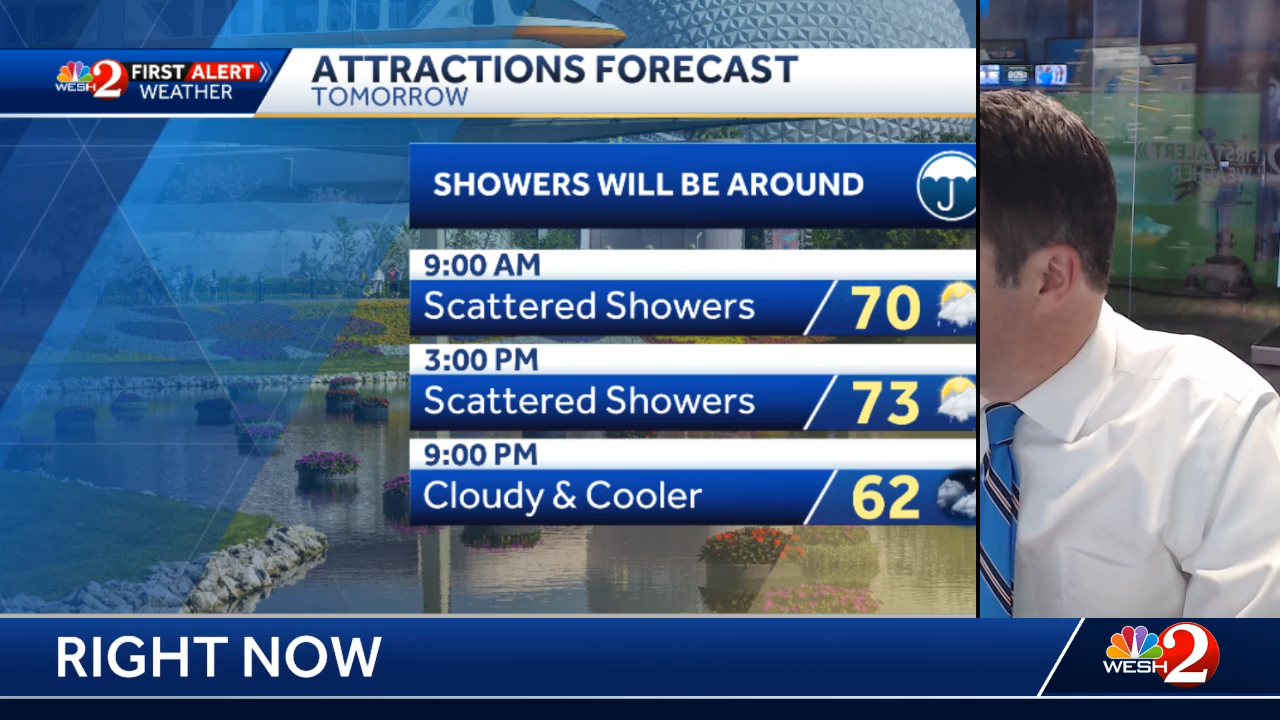 WESH 2 FIRST ALERT
WEATHER
ATTRACTIONS FORECAST
TOMORROW
SHOWERS WILL BE AROUND
9:00 AM
Scattered Showers 70
3:00 PM
Scattered Showers 73
9:00 PM
Cloudy & Cooler 62
RIGHT NOW
WESH 2